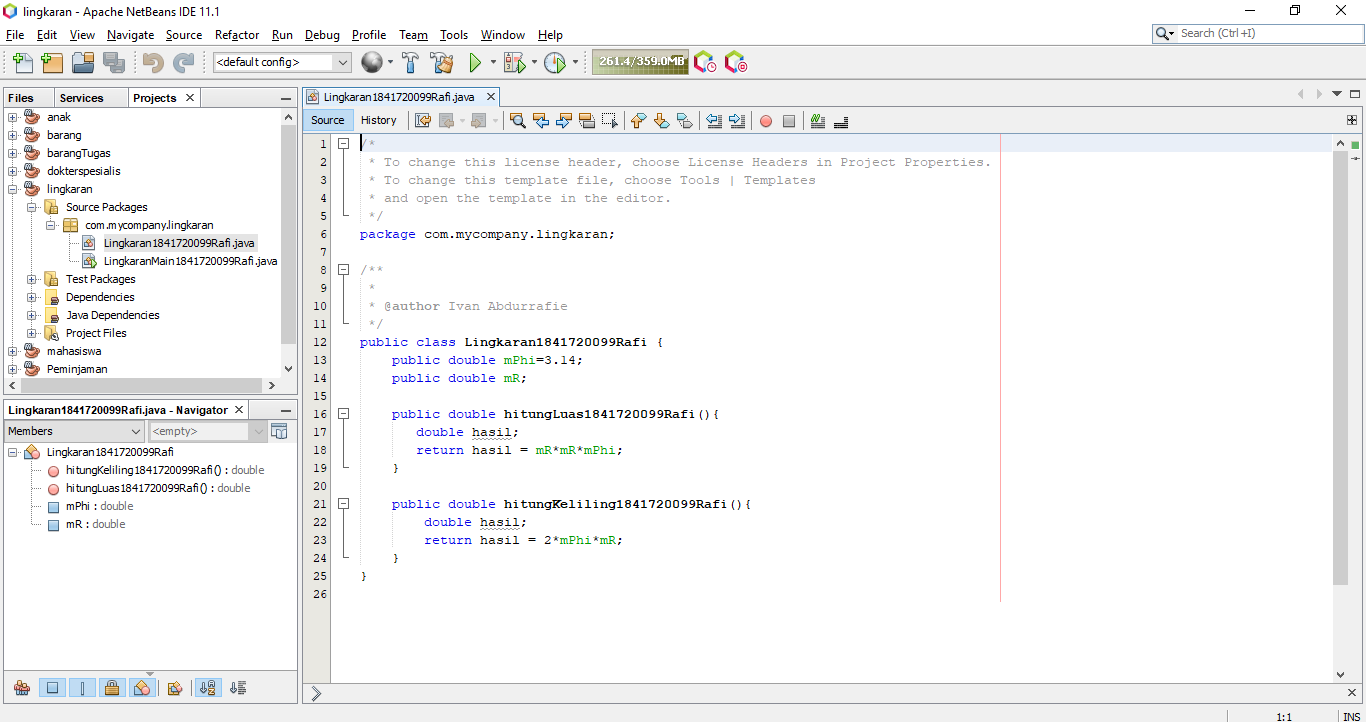 lingkaran - Apache NetBeans IDE 11.1
File Edit View Navigate Source Refactor Run Debug Profile Team Tools Window Help
Search (Ctrl+I)
<default config>
261.4/359.0MB
Files Services Projects
anak
barang
barangTugas
dokterspesialis
lingkaran
Source Packages
com.mycompany.lingkaran
Lingkaran1841720099Rafi.java
LingkaranMain1841720099Rafi.java
Test Packages
Dependencies
Java Dependencies
Project Files
mahasiswa
Peminjaman
Lingkaran1841720099Rafi.java - Navigator
Members
<empty>
Lingkaran1841720099Rafi
hitungKeliling1841720099Rafi() : double
hitungLuas1841720099Rafi() : double
mPhi : double
mR : double
Lingkaran1841720099Rafi.java
Source History
1 /*
2 * To change this license header, choose License Headers in Project Properties.
3 * To change this template file, choose Tools | Templates
4 * and open the template in the editor.
5 */
6 package com.mycompany.lingkaran;
7
8 /**
9 *
10 * @author Ivan Abdurrafie
11 */
12 public class Lingkaran1841720099Rafi {
13 public double mPhi=3.14;
14 public double mR;
15
16 public double hitungLuas1841720099Rafi(){
17 double hasil;
18 return hasil = mR*mR*mPhi;
19 }
20
21 public double hitungKeliling1841720099Rafi(){
22 double hasil;
23 return hasil = 2*mPhi*mR;
24 }
25 }
26
1:1 INS